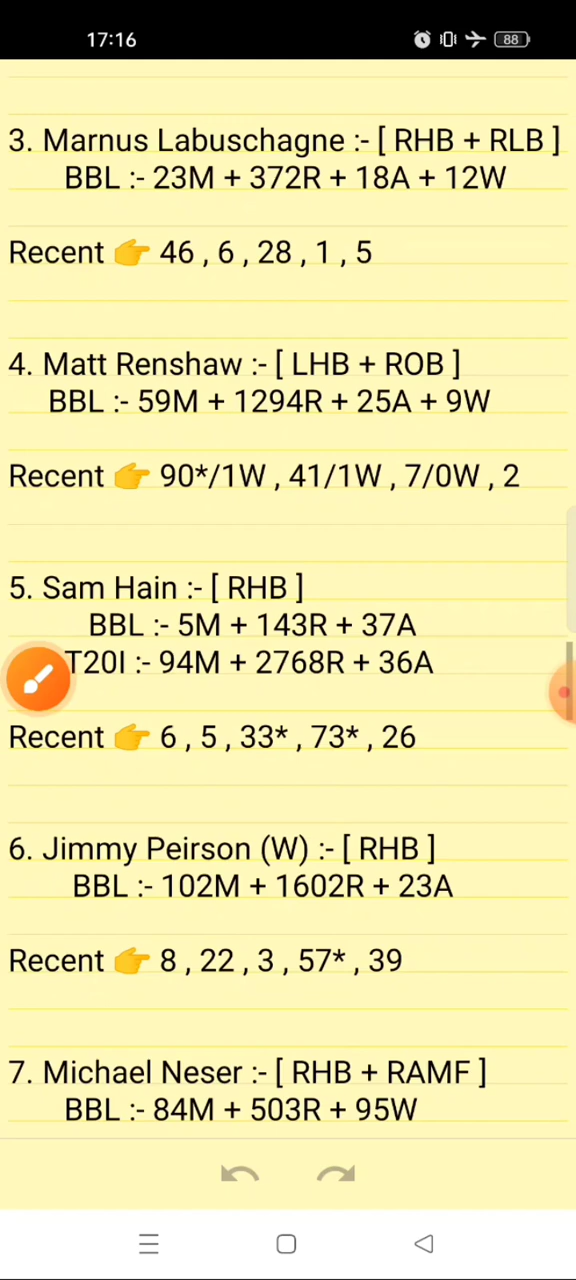 17:16
88
3. Marnus Labuschagne :- [ RHB + RLB ]
BBL :- 23M + 372R + 18A + 12W
Recent 👉 46 , 6 , 28 , 1 , 5
4. Matt Renshaw :- [ LHB + ROB ]
BBL :- 59M + 1294R + 25A + 9W
Recent 👉 90*/1W , 41/1W , 7/0W , 2
5. Sam Hain :- [ RHB ]
BBL :- 5M + 143R + 37A
T20I :- 94M + 2768R + 36A
Recent 👉 6 , 5 , 33* , 73* , 26
6. Jimmy Peirson (W) :- [ RHB ]
BBL :- 102M + 1602R + 23A
Recent 👉 8 , 22 , 3 , 57* , 39
7. Michael Neser :- [ RHB + RAMF ]
BBL :- 84M + 503R + 95W